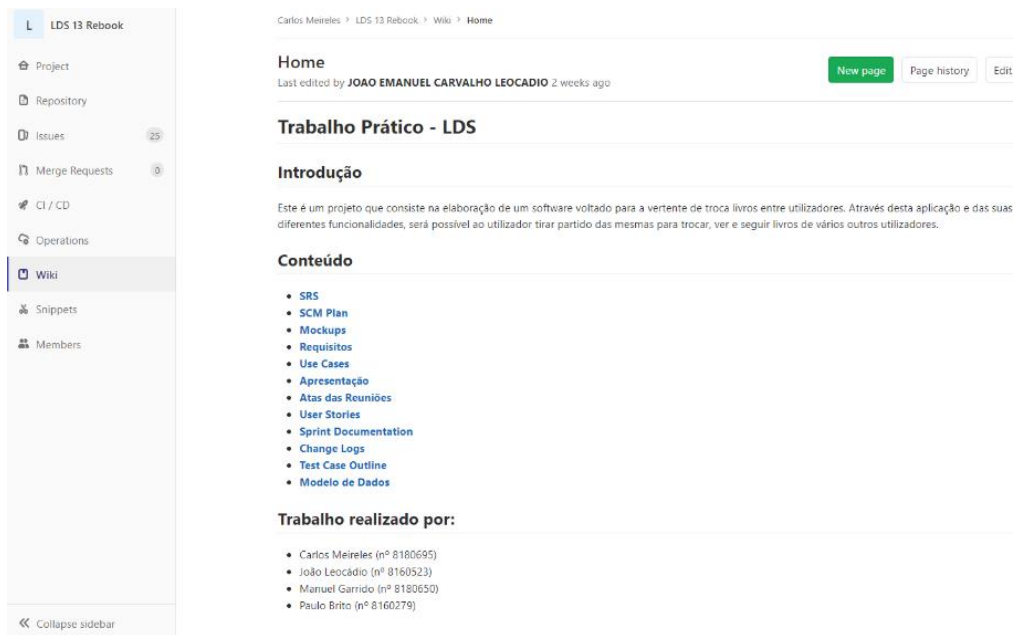 L LDS 13 Rebook
Project
Repository
Issues 25
Merge Requests 0
CI / CD
Operations
Wiki
Snippets
Members
Collapse sidebar
Carlos Meireles > LDS 13 Rebook > Wiki > Home
Home
Last edited by JOAO EMANUEL CARVALHO LEOCADIO 2 weeks ago
New page Page history Edit
Trabalho Prático - LDS
Introdução
Este é um projeto que consiste na elaboração de um software voltado para a vertente de troca livros entre utilizadores. Através desta aplicação e das suas
diferentes funcionalidades, será possível ao utilizador tirar partido das mesmas para trocar, ver e seguir livros de vários outros utilizadores.
Conteúdo
• SRS
• SCM Plan
• Mockups
• Requisitos
• Use Cases
• Apresentação
• Atas das Reuniões
• User Stories
• Sprint Documentation
• Change Logs
• Test Case Outline
• Modelo de Dados
Trabalho realizado por:
• Carlos Meireles (nº 8180695)
• João Leocádio (nº 8160523)
• Manuel Garrido (nº 8180650)
• Paulo Brito (nº 8160279)